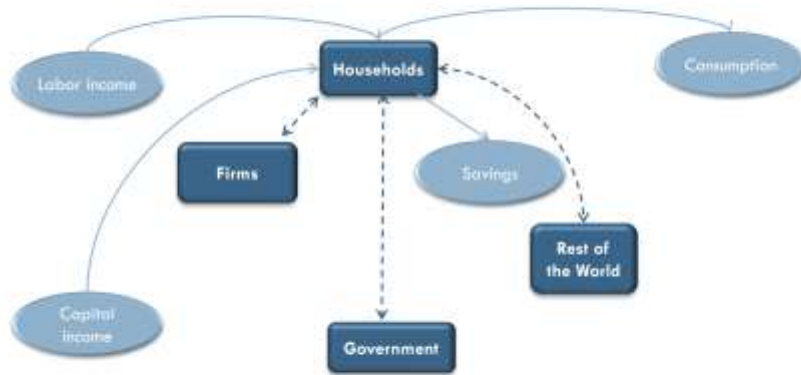 Households
Consumption
Labor income
Firms
Savings
Rest of
the World
Capital
income
Government